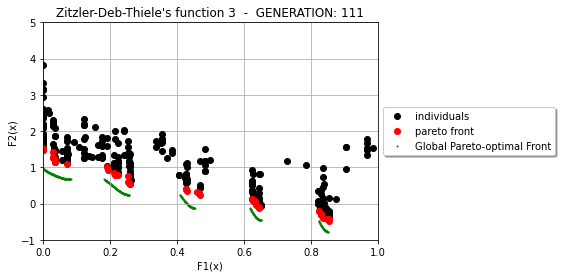 Zitzler-Deb-Thiele's function 3 - GENERATION: 111
5
4
3
2
1
0
−1
F2(x)
0.0 0.2 0.4 0.6 0.8 1.0
F1(x)
individuals
pareto front
Global Pareto-optimal Front